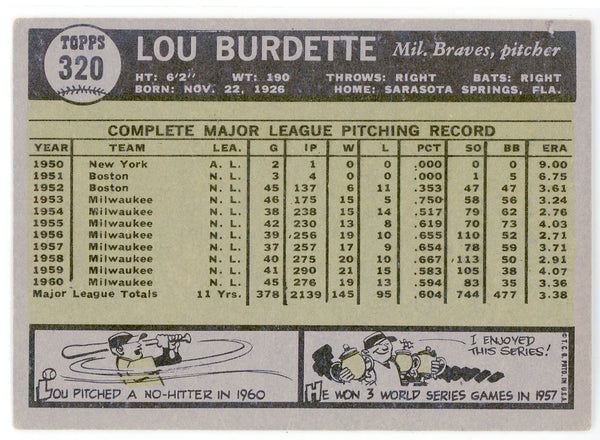 TOPPS
320
LOU BURDETTE Mil. Braves, pitcher
HT: 6'2" WT: 190 THROWS: RIGHT BATS: RIGHT
BORN: NOV. 22, 1926 HOME: SARASOTA SPRINGS, FLA.
COMPLETE MAJOR LEAGUE PITCHING RECORD
YEAR TEAM LEA. G IP W L PCT SO BB ERA
1950 New York A. L. 2 1 0 0 .000 0 0 9.00
1951 Boston N. L. 3 4 0 0 .000 1 5 6.75
1952 Boston N. L. 45 137 6 11 .353 47 47 3.61
1953 Milwaukee N. L. 46 175 15 5 .750 58 56 3.24
1954 Milwaukee N. L. 38 238 15 14 .517 79 62 2.76
1955 Milwaukee N. L. 42 230 13 8 .619 70 73 4.03
1956 Milwaukee N. L. 39 256 19 10 .655 110 52 2.71
1957 Milwaukee N. L. 37 257 17 9 .654 78 59 3.71
1958 Milwaukee N. L. 40 275 20 10 .667 113 50 2.91
1959 Milwaukee N. L. 41 290 21 15 .583 105 38 4.07
1960 Milwaukee N. L. 45 276 19 13 .594 83 35 3.36
Major League Totals 11 Yrs. 378 2139 145 95 .604 744 477 3.38
LOU PITCHED A NO-HITTER IN 1960
I ENJOYED
THIS SERIES!
HE WON 3 WORLD SERIES GAMES IN 1957
© T. C. G. PRTD. IN U.S.A.